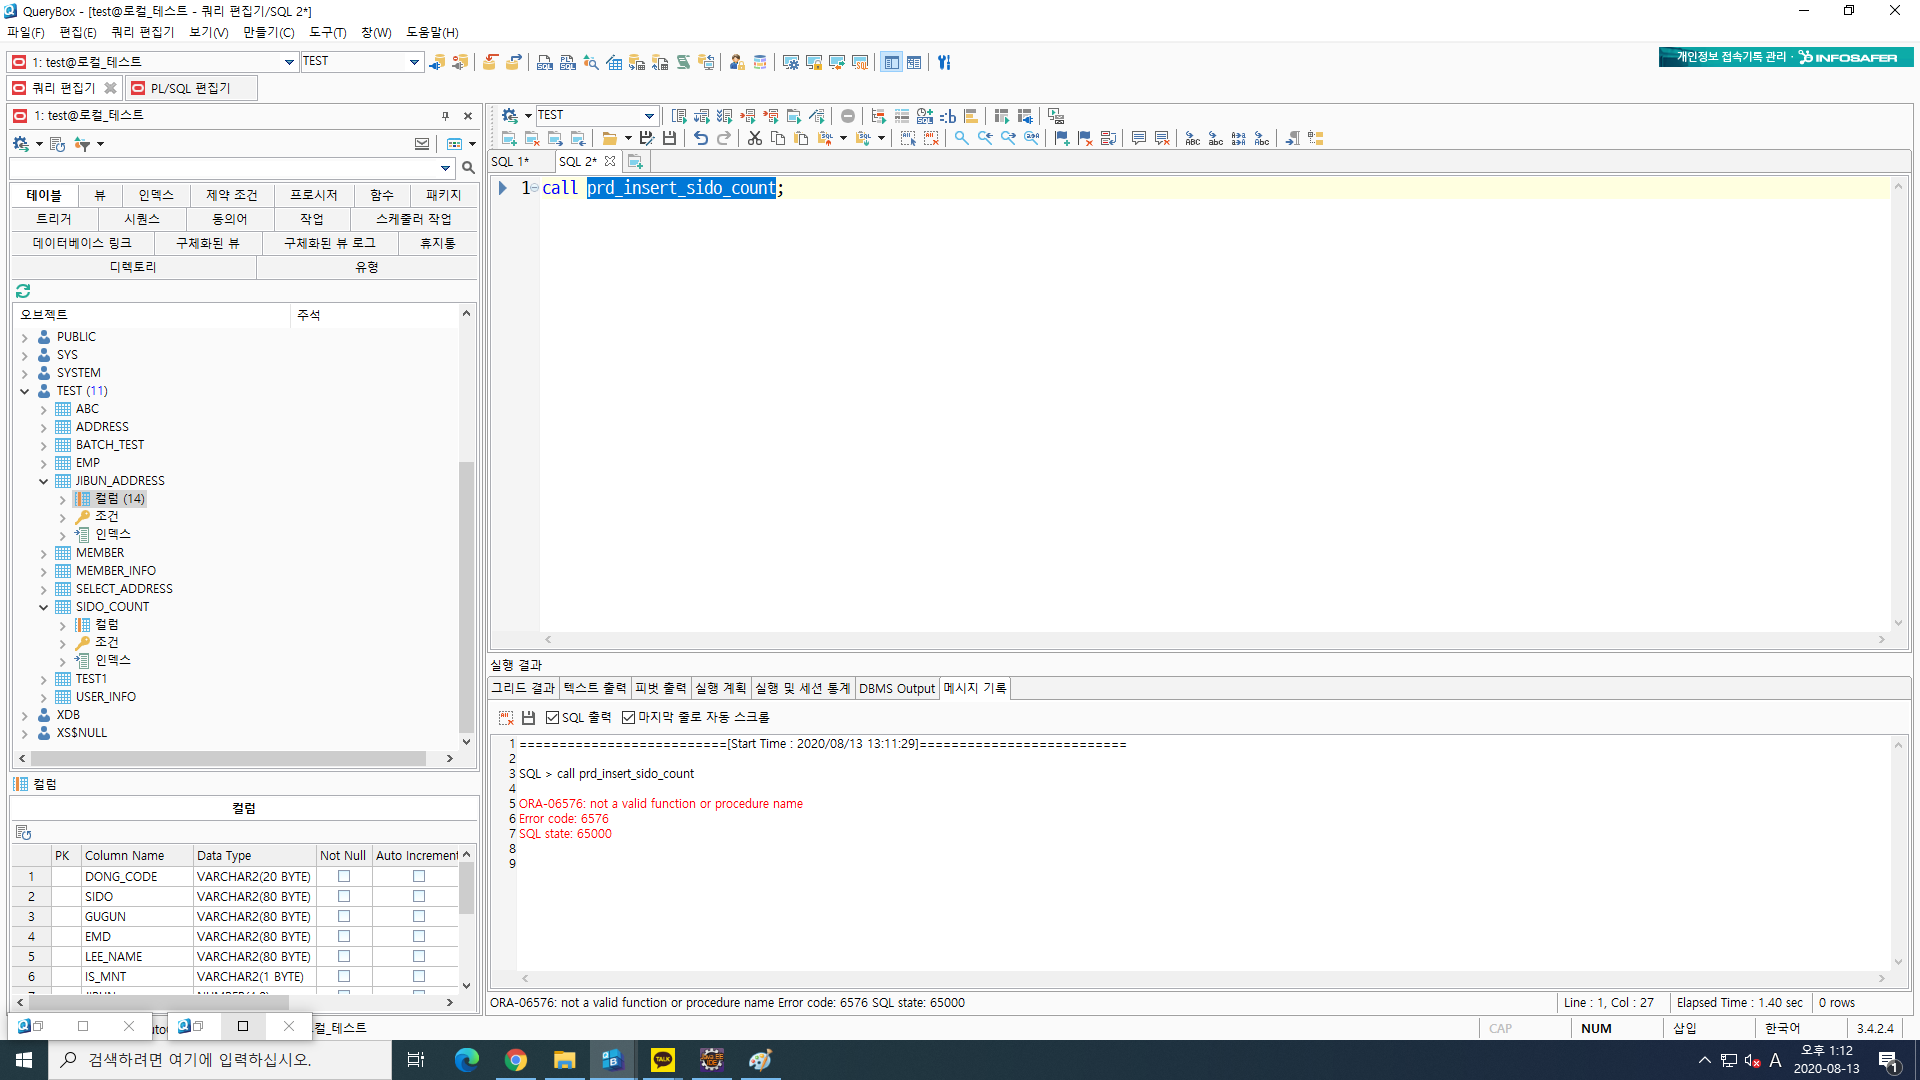 QueryBox - [test@로컬_테스트 - 쿼리 편집기/SQL 2*]
파일(F) 편집(E) 쿼리 편집기 보기(V) 만들기(C) 도구(T) 창(W) 도움말(H)
1: test@로컬_테스트 TEST
개인정보 접속기록 관리 · INFOSAFER
쿼리 편집기 PL/SQL 편집기
1: test@로컬_테스트
TEST
SQL 1* SQL 2*
1 call prd_insert_sido_count;
테이블 뷰 인덱스 제약 조건 프로시저 함수 패키지
트리거 시퀀스 동의어 작업 스케줄러 작업
데이터베이스 링크 구체화된 뷰 구체화된 뷰 로그 휴지통
디렉토리 유형
오브젝트 주석
PUBLIC
SYS
SYSTEM
TEST (11)
ABC
ADDRESS
BATCH_TEST
EMP
JIBUN_ADDRESS
컬럼 (14)
조건
인덱스
MEMBER
MEMBER_INFO
SELECT_ADDRESS
SIDO_COUNT
컬럼
조건
인덱스
TEST1
USER_INFO
XDB
XS$NULL
컬럼
컬럼
PK Column Name Data Type Not Null Auto Increment
1 DONG_CODE VARCHAR2(20 BYTE)
2 SIDO VARCHAR2(80 BYTE)
3 GUGUN VARCHAR2(80 BYTE)
4 EMD VARCHAR2(80 BYTE)
5 LEE_NAME VARCHAR2(80 BYTE)
6 IS_MNT VARCHAR2(1 BYTE)
실행 결과
그리드 결과 텍스트 출력 피벗 출력 실행 계획 실행 및 세션 통계 DBMS Output 메시지 기록
SQL 출력 마지막 줄로 자동 스크롤
1 ==========================[Start Time : 2020/08/13 13:11:29]==========================
2
3 SQL > call prd_insert_sido_count
4
5 ORA-06576: not a valid function or procedure name
6 Error code: 6576
7 SQL state: 65000
8
9
ORA-06576: not a valid function or procedure name Error code: 6576 SQL state: 65000
Line : 1, Col : 27 Elapsed Time : 1.40 sec 0 rows
컬_테스트
CAP NUM 삽입 한국어 3.4.2.4
검색하려면 여기에 입력하십시오.
TALK
A 오후 1:12
2020-08-13
1